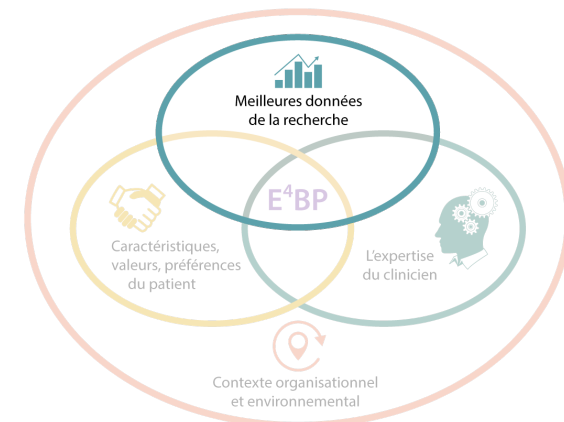 Meilleures données
de la recherche
E⁴BP
Caractéristiques,
valeurs, préférences
du patient
L'expertise
du clinicien
Contexte organisationnel
et environnemental